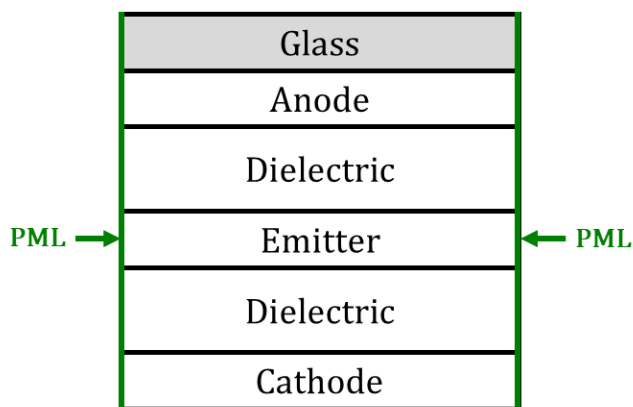 Glass
Anode
Dielectric
PML Emitter PML
Dielectric
Cathode